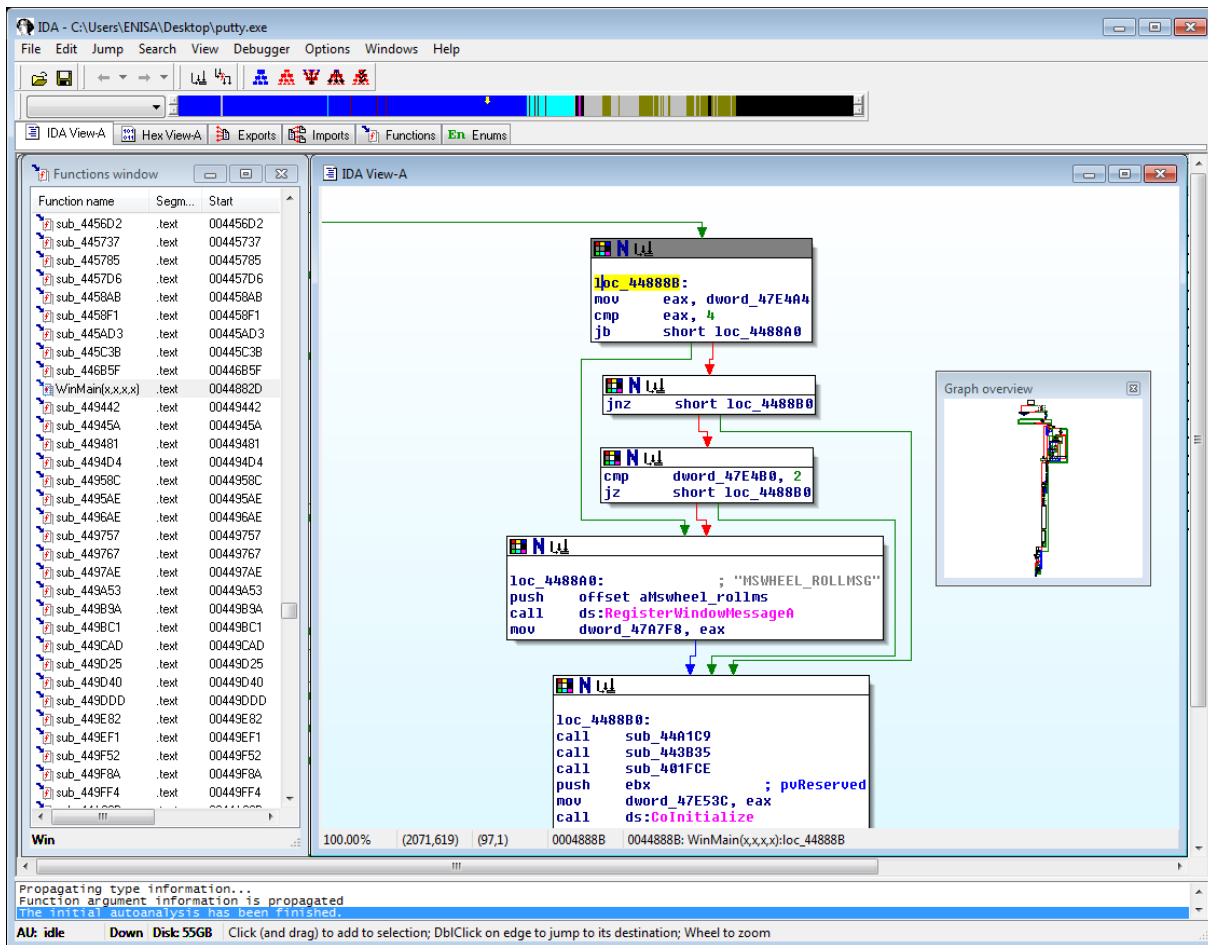 IDA - C:\Users\ENISA\Desktop\putty.exe
File Edit Jump Search View Debugger Options Windows Help
IDA View-A Hex View-A Exports Imports Functions En Enums
Functions window
Function name Segm... Start
sub_4456D2 .text 004456D2
sub_445737 .text 00445737
sub_445785 .text 00445785
sub_4457D6 .text 004457D6
sub_4458AB .text 004458AB
sub_4458F1 .text 004458F1
sub_445AD3 .text 00445AD3
sub_445C3B .text 00445C3B
sub_446B5F .text 00446B5F
WinMain(x,x,x,x) .text 0044882D
sub_449442 .text 00449442
sub_44945A .text 0044945A
sub_449481 .text 00449481
sub_4494D4 .text 004494D4
sub_44958C .text 0044958C
sub_4495AE .text 004495AE
sub_4496AE .text 004496AE
sub_449757 .text 00449757
sub_449767 .text 00449767
sub_4497AE .text 004497AE
sub_449A53 .text 00449A53
sub_449B9A .text 00449B9A
sub_449BC1 .text 00449BC1
sub_449CAD .text 00449CAD
sub_449D25 .text 00449D25
sub_449D40 .text 00449D40
sub_449DDD .text 00449DDD
sub_449E82 .text 00449E82
sub_449EF1 .text 00449EF1
sub_449F52 .text 00449F52
sub_449F8A .text 00449F8A
sub_449FF4 .text 00449FF4
Win
IDA View-A
loc_44888B:
mov eax, dword_47E4A4
cmp eax, 4
jb short loc_4488A0
jnz short loc_4488B0
cmp dword_47E4B0, 2
jz short loc_4488B0
loc_4488A0: ; "MSWHEEL_ROLLMSG"
push offset aMswheel_rollms
call ds:RegisterWindowMessageA
mov dword_47A7F8, eax
loc_4488B0:
call sub_44A1C9
call sub_443B35
call sub_401FCE
push ebx ; pvReserved
mov dword_47E53C, eax
call ds:CoInitialize
Graph overview
100.00% (2071,619) (97,1) 0004888B 0044888B: WinMain(x,x,x,x):loc_44888B
Propagating type information...
Function argument information is propagated
The initial autoanalysis has been finished.
AU: idle Down Disk: 55GB Click (and drag) to add to selection; DblClick on edge to jump to its destination; Wheel to zoom